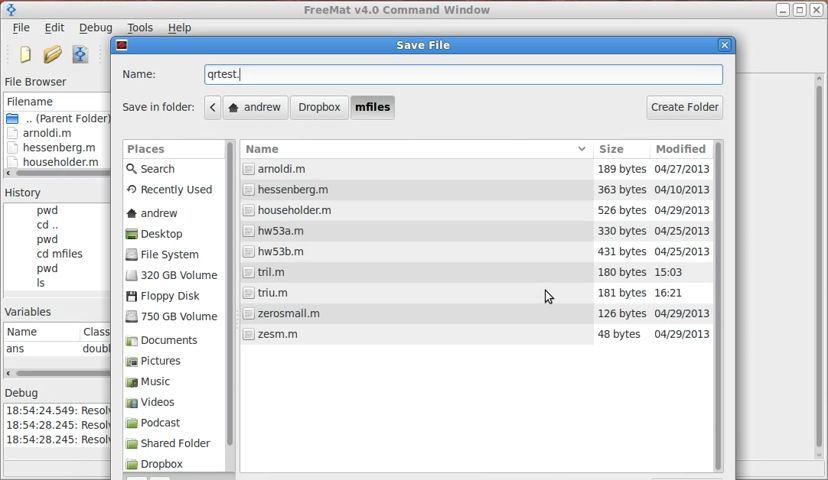 FreeMat v4.0 Command Window
File Edit Debug Tools Help
Save File
Name: qrtest.
Save in folder: < andrew Dropbox mfiles Create Folder
File Browser
Filename
.. (Parent Folder)
arnoldi.m
hessenberg.m
householder.m
History
pwd
cd ..
pwd
cd mfiles
pwd
ls
Variables
Name Class
ans doubl
Debug
18:54:24.549: Resolv
18:54:28.245: Resolv
18:54:28.245: Resolv
Places
Search
Recently Used
andrew
Desktop
File System
320 GB Volume
Floppy Disk
750 GB Volume
Documents
Pictures
Music
Videos
Podcast
Shared Folder
Dropbox
Name Size Modified
arnoldi.m 189 bytes 04/27/2013
hessenberg.m 363 bytes 04/10/2013
householder.m 526 bytes 04/29/2013
hw53a.m 330 bytes 04/25/2013
hw53b.m 431 bytes 04/25/2013
tril.m 180 bytes 15:03
triu.m 181 bytes 16:21
zerosmall.m 126 bytes 04/29/2013
zesm.m 48 bytes 04/29/2013